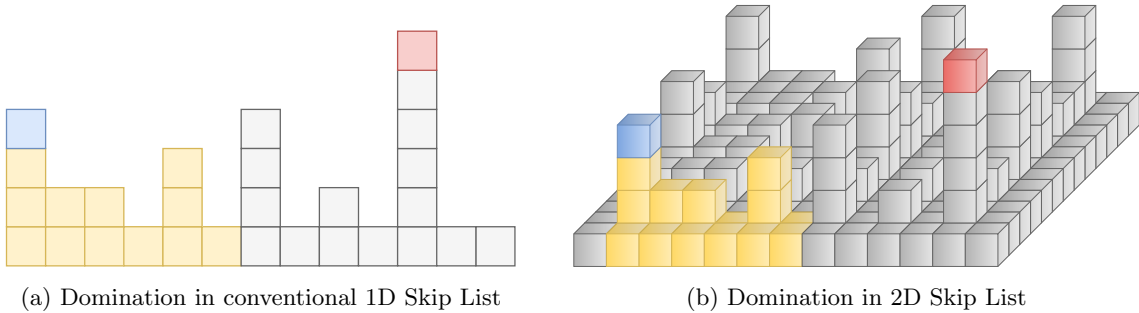 (a) Domination in conventional 1D Skip List
(b) Domination in 2D Skip List